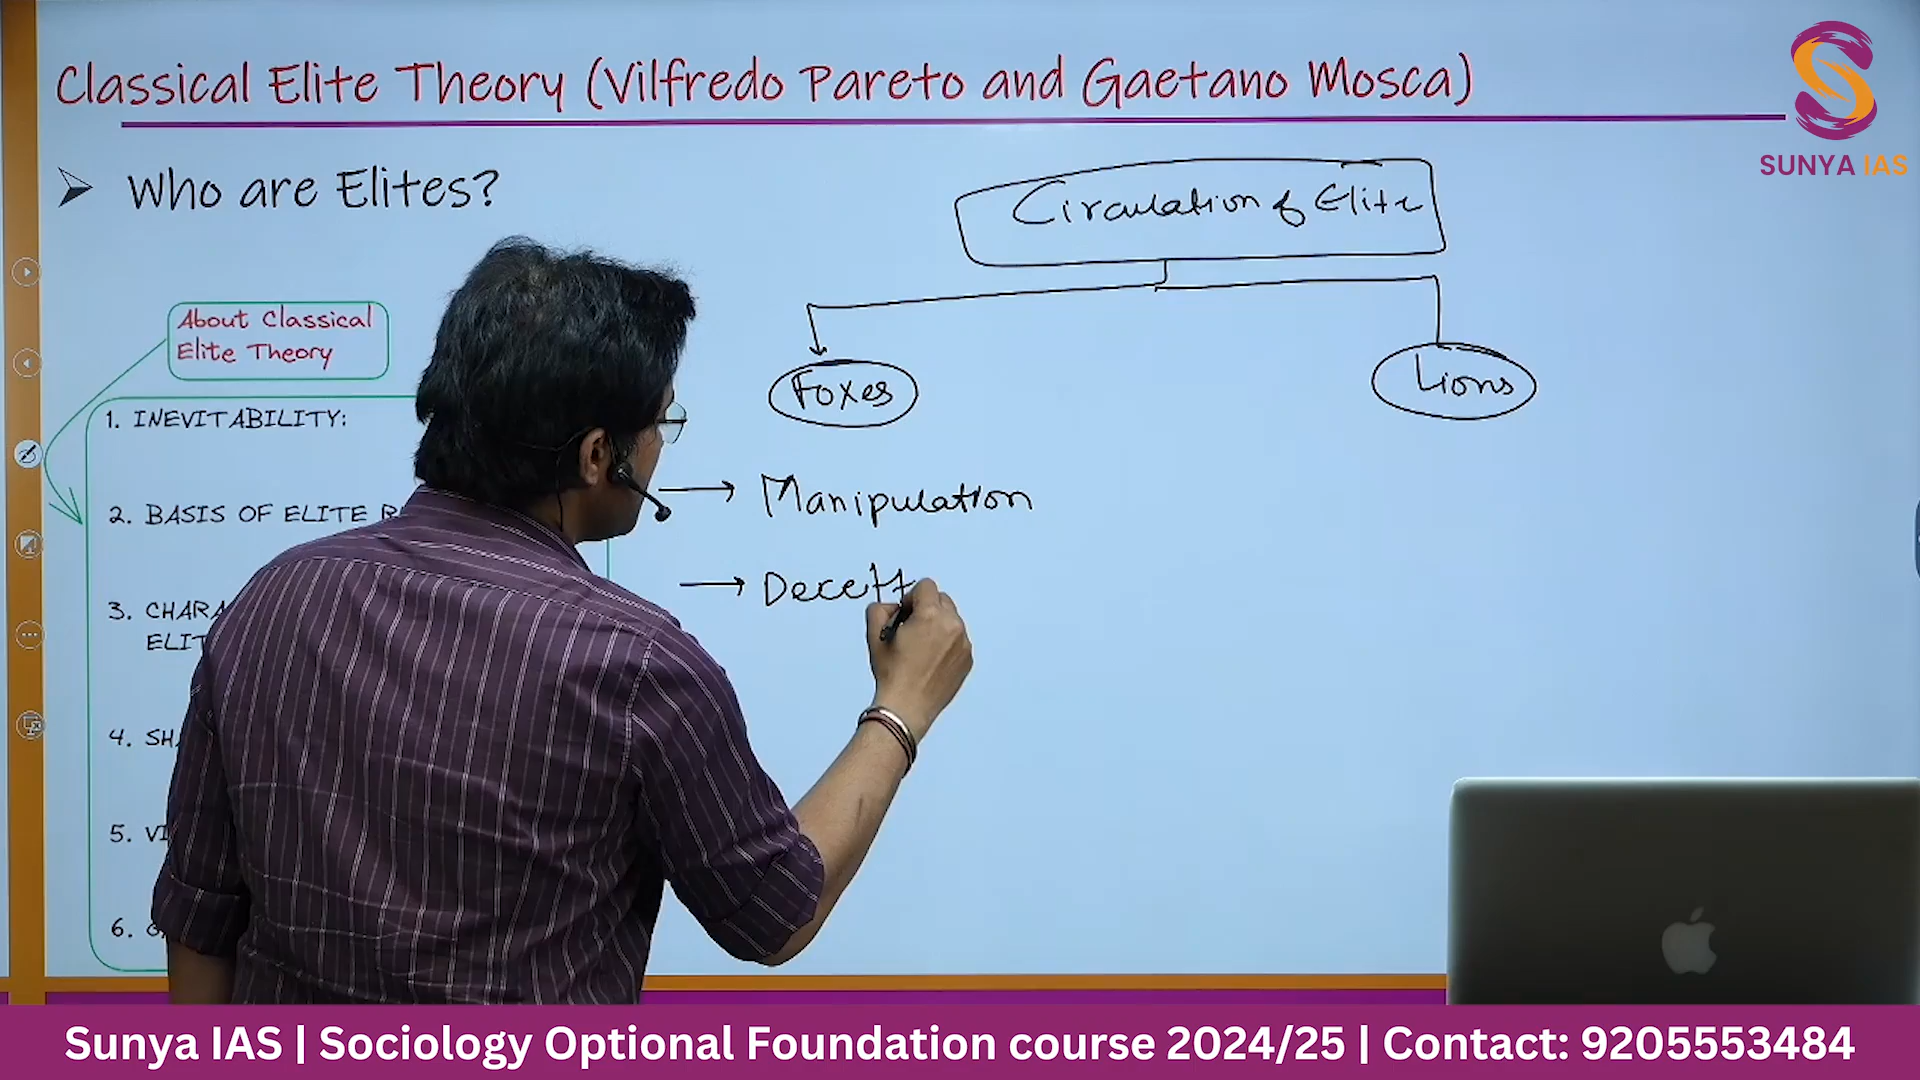 Classical Elite Theory (Vilfredo Pareto and Gaetano Mosca)
SUNYA IAS
Who are Elites?
Circulation of Elite
About Classical
Elite Theory
Foxes
Lions
1. INEVITABILITY:
Manipulation
2. BASIS OF ELITE
3.
4.
5.
6.
Sunya IAS | Sociology Optional Foundation course 2024/25 | Contact: 9205553484